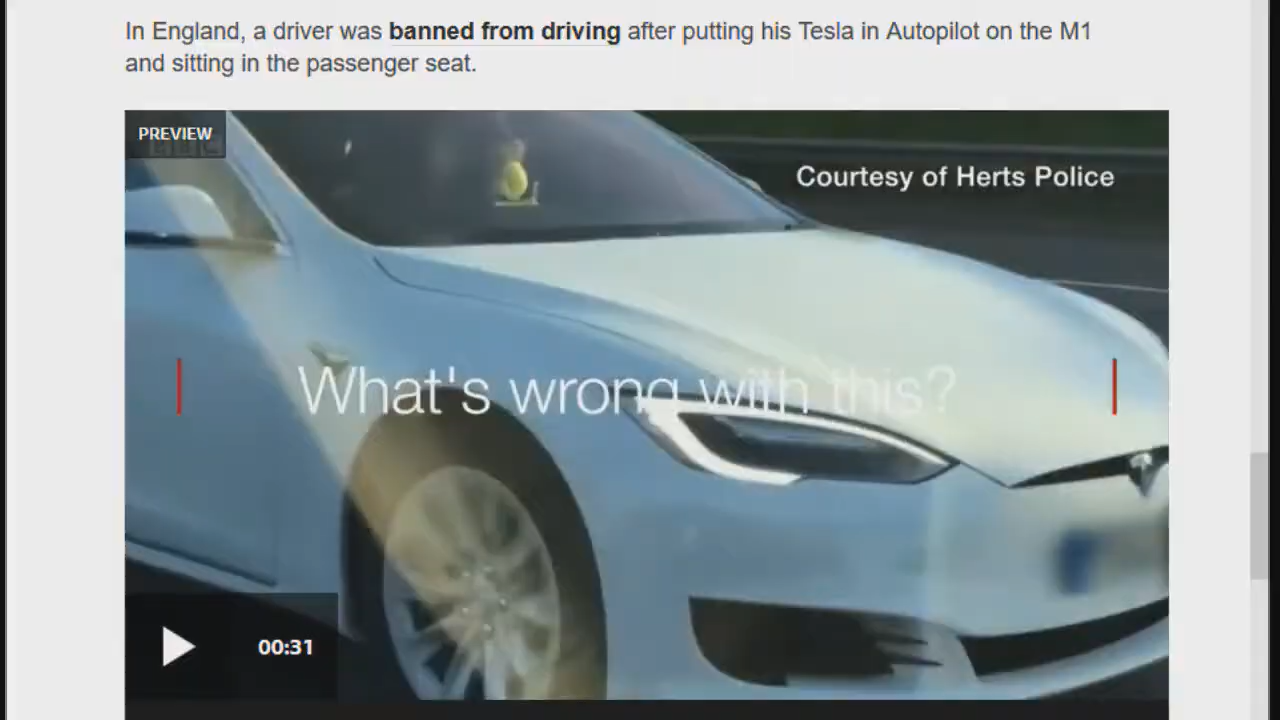 In England, a driver was banned from driving after putting his Tesla in Autopilot on the M1
and sitting in the passenger seat.
PREVIEW
Courtesy of Herts Police
What's wrong with this?
00:31